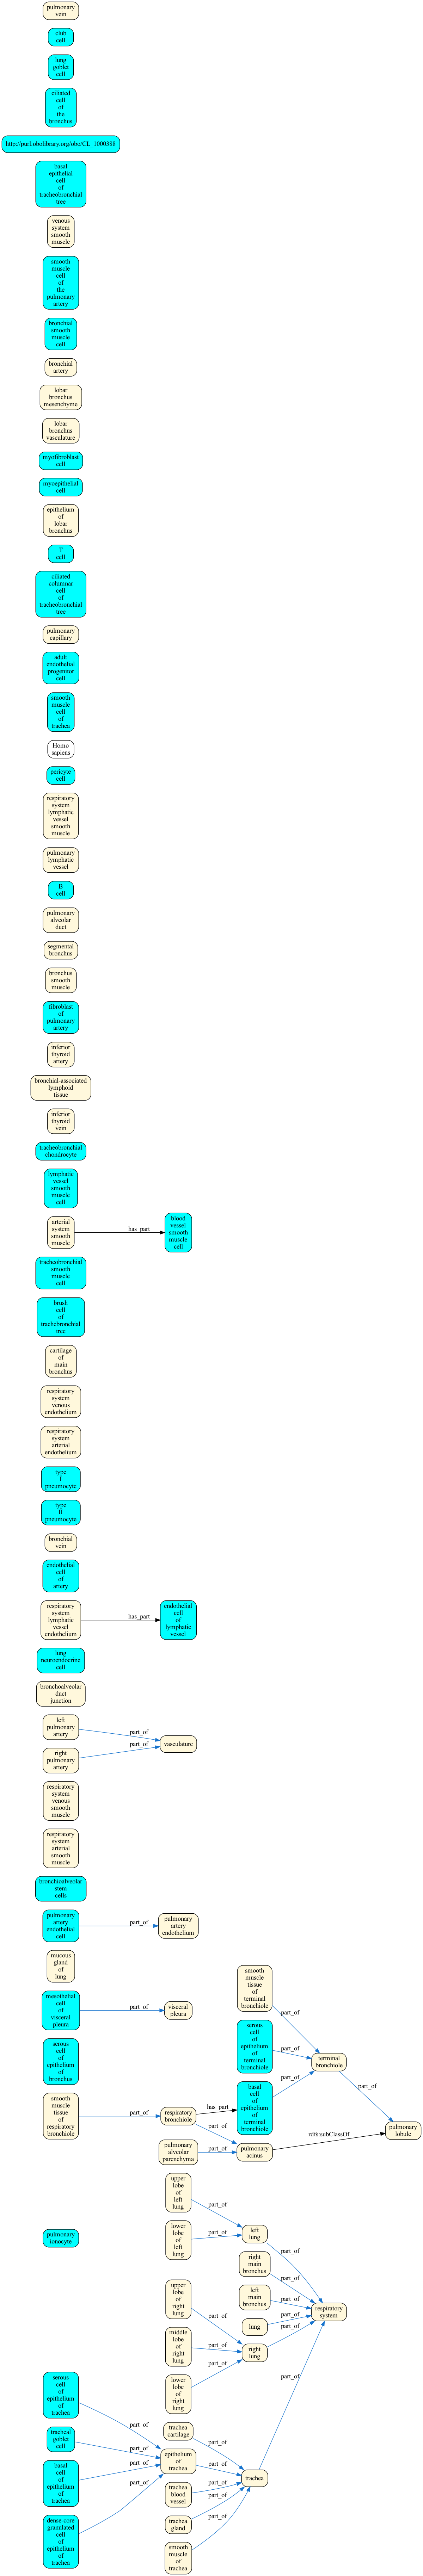 pulmonary
vein
club
cell
lung
goblet
cell
ciliated
cell
of
the
bronchus
http://purl.obolibrary.org/obo/CL_1000388
basal
epithelial
cell
of
tracheobronchial
tree
venous
system
smooth
muscle
smooth
muscle
cell
of
the
pulmonary
artery
bronchial
smooth
muscle
cell
bronchial
artery
lobar
bronchus
mesenchyme
lobar
bronchus
vasculature
myofibroblast
cell
myoepithelial
cell
epithelium
of
lobar
bronchus
T
cell
ciliated
columnar
cell
of
tracheobronchial
tree
pulmonary
capillary
adult
endothelial
progenitor
cell
smooth
muscle
cell
of
trachea
Homo
sapiens
pericyte
cell
respiratory
system
lymphatic
vessel
smooth
muscle
pulmonary
lymphatic
vessel
B
cell
pulmonary
alveolar
duct
segmental
bronchus
bronchus
smooth
muscle
fibroblast
of
pulmonary
artery
inferior
thyroid
artery
bronchial-associated
lymphoid
tissue
inferior
thyroid
vein
tracheobronchial
chondrocyte
lymphatic
vessel
smooth
muscle
cell
arterial
system
smooth
muscle
has_part
blood
vessel
smooth
muscle
cell
tracheobronchial
smooth
muscle
cell
brush
cell
of
trachebronchial
tree
cartilage
of
main
bronchus
respiratory
system
venous
endothelium
respiratory
system
arterial
endothelium
type
I
pneumocyte
type
II
pneumocyte
bronchial
vein
endothelial
cell
of
artery
respiratory
system
lymphatic
vessel
endothelium
has_part
endothelial
cell
of
lymphatic
vessel
lung
neuroendocrine
cell
bronchoalveolar
duct
junction
left
pulmonary
artery
part_of
right
pulmonary
artery
part_of
vasculature
respiratory
system
venous
smooth
muscle
respiratory
system
arterial
smooth
muscle
bronchioalveolar
stem
cells
pulmonary
artery
endothelial
cell
part_of
pulmonary
artery
endothelium
mucous
gland
of
lung
mesothelial
cell
of
visceral
pleura
part_of
visceral
pleura
smooth
muscle
tissue
of
terminal
bronchiole
part_of
serous
cell
of
epithelium
of
terminal
bronchiole
part_of
terminal
bronchiole
part_of
serous
cell
of
epithelium
of
bronchus
smooth
muscle
tissue
of
respiratory
bronchiole
part_of
respiratory
bronchiole
has_part
part_of
basal
cell
of
epithelium
of
terminal
bronchiole
part_of
pulmonary
alveolar
parenchyma
part_of
pulmonary
acinus
rdfs:subClassOf
pulmonary
lobule
upper
lobe
of
left
lung
part_of
lower
lobe
of
left
lung
part_of
left
lung
part_of
pulmonary
ionocyte
right
main
bronchus
part_of
left
main
bronchus
part_of
respiratory
system
lung
part_of
upper
lobe
of
right
lung
part_of
middle
lobe
of
right
lung
part_of
right
lung
part_of
lower
lobe
of
right
lung
part_of
serous
cell
of
epithelium
of
trachea
part_of
tracheal
goblet
cell
part_of
basal
cell
of
epithelium
of
trachea
part_of
dense-core
granulated
cell
of
epithelium
of
trachea
part_of
trachea
cartilage
part_of
epithelium
of
trachea
part_of
trachea
blood
vessel
part_of
trachea
gland
part_of
smooth
muscle
of
trachea
part_of
trachea
part_of